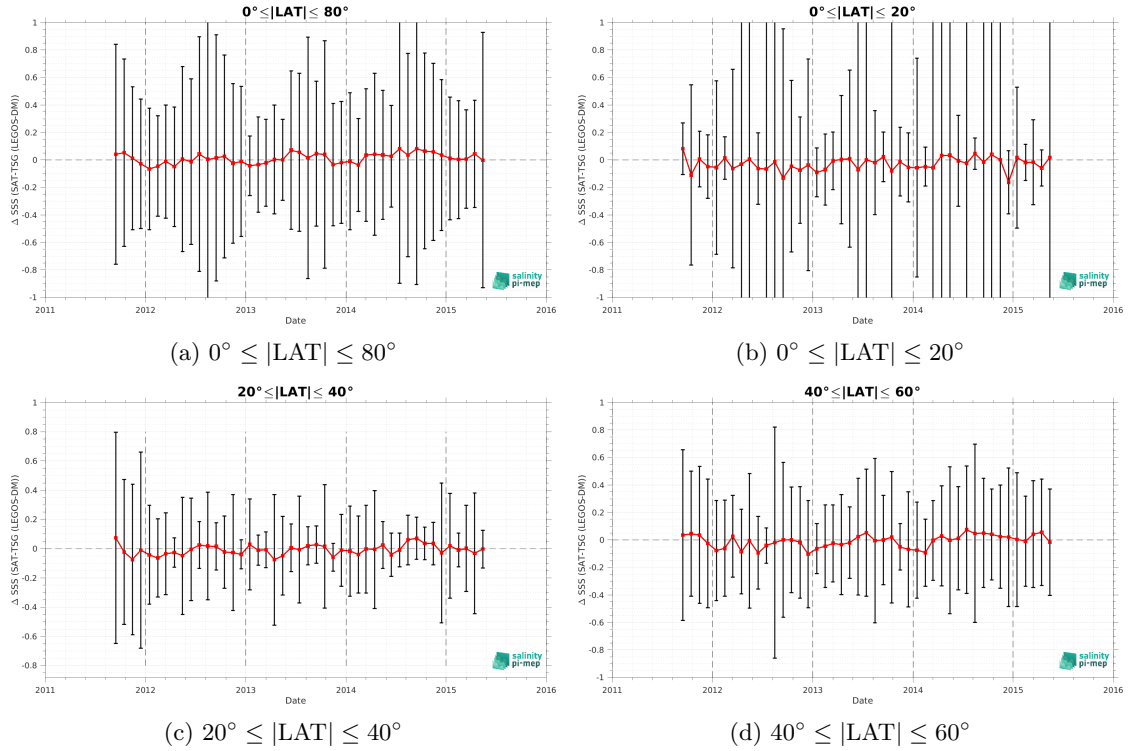 0°≤|LAT|≤ 80°
Δ SSS (SAT-TSG (LEGOS-DM))
1
0.8
0.6
0.4
0.2
0
-0.2
-0.4
-0.6
-0.8
-1
2011 2012 2013 2014 2015 2016
Date
salinity
pi-mep
(a) 0° ≤ |LAT| ≤ 80°
0°≤|LAT|≤ 20°
Δ SSS (SAT-TSG (LEGOS-DM))
1
0.8
0.6
0.4
0.2
0
-0.2
-0.4
-0.6
-0.8
-1
2011 2012 2013 2014 2015 2016
Date
salinity
pi-mep
(b) 0° ≤ |LAT| ≤ 20°
20°≤|LAT|≤ 40°
Δ SSS (SAT-TSG (LEGOS-DM))
1
0.8
0.6
0.4
0.2
0
-0.2
-0.4
-0.6
-0.8
2011 2012 2013 2014 2015 2016
Date
salinity
pi-mep
(c) 20° ≤ |LAT| ≤ 40°
40°≤|LAT|≤ 60°
Δ SSS (SAT-TSG (LEGOS-DM))
1
0.8
0.6
0.4
0.2
0
-0.2
-0.4
-0.6
-0.8
-1
2011 2012 2013 2014 2015 2016
Date
salinity
pi-mep
(d) 40° ≤ |LAT| ≤ 60°